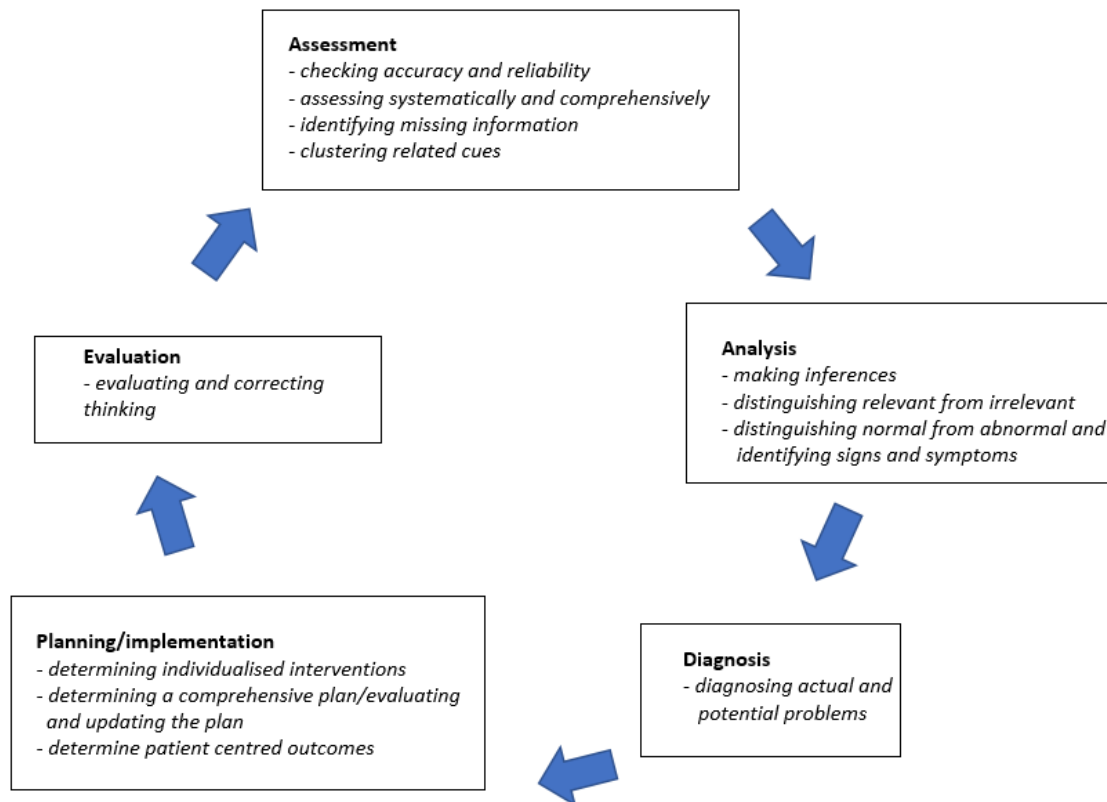 Assessment
- checking accuracy and reliability
- assessing systematically and comprehensively
- identifying missing information
- clustering related cues
Analysis
- making inferences
- distinguishing relevant from irrelevant
- distinguishing normal from abnormal and
identifying signs and symptoms
Diagnosis
- diagnosing actual and
potential problems
Planning/implementation
- determining individualised interventions
- determining a comprehensive plan/evaluating
and updating the plan
- determine patient centred outcomes
Evaluation
- evaluating and correcting
thinking